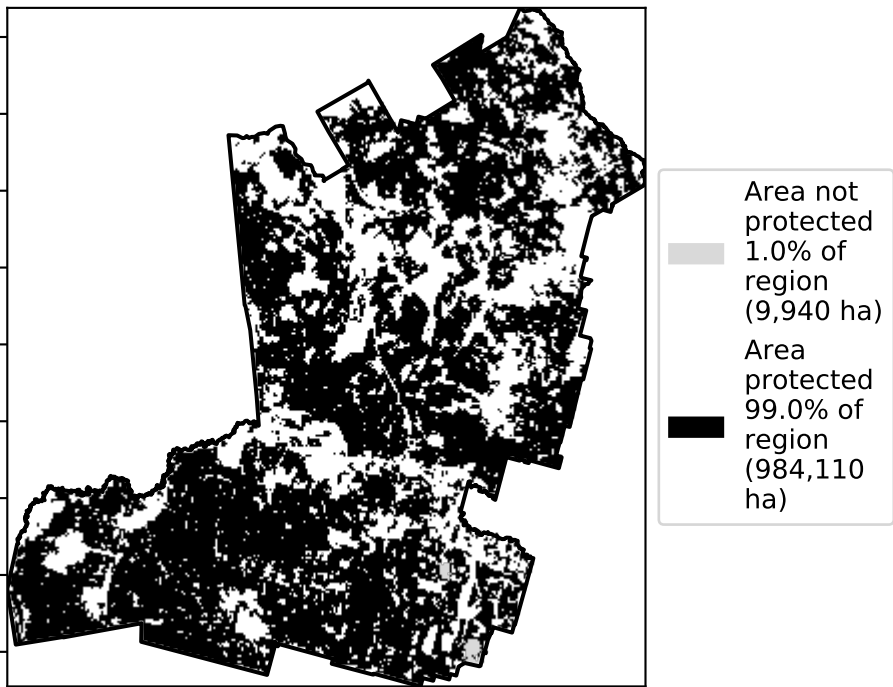 Area not
protected
1.0% of
region
(9,940 ha)
Area
protected
99.0% of
region
(984,110
ha)